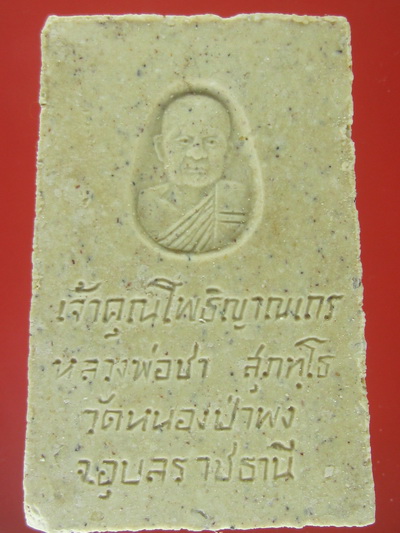 เจ้าคุณโพธิญาณเถร
หลวงพ่อชา สุภทฺโธ
วัดหนองป่าพง
จ.อุบลราชธานี